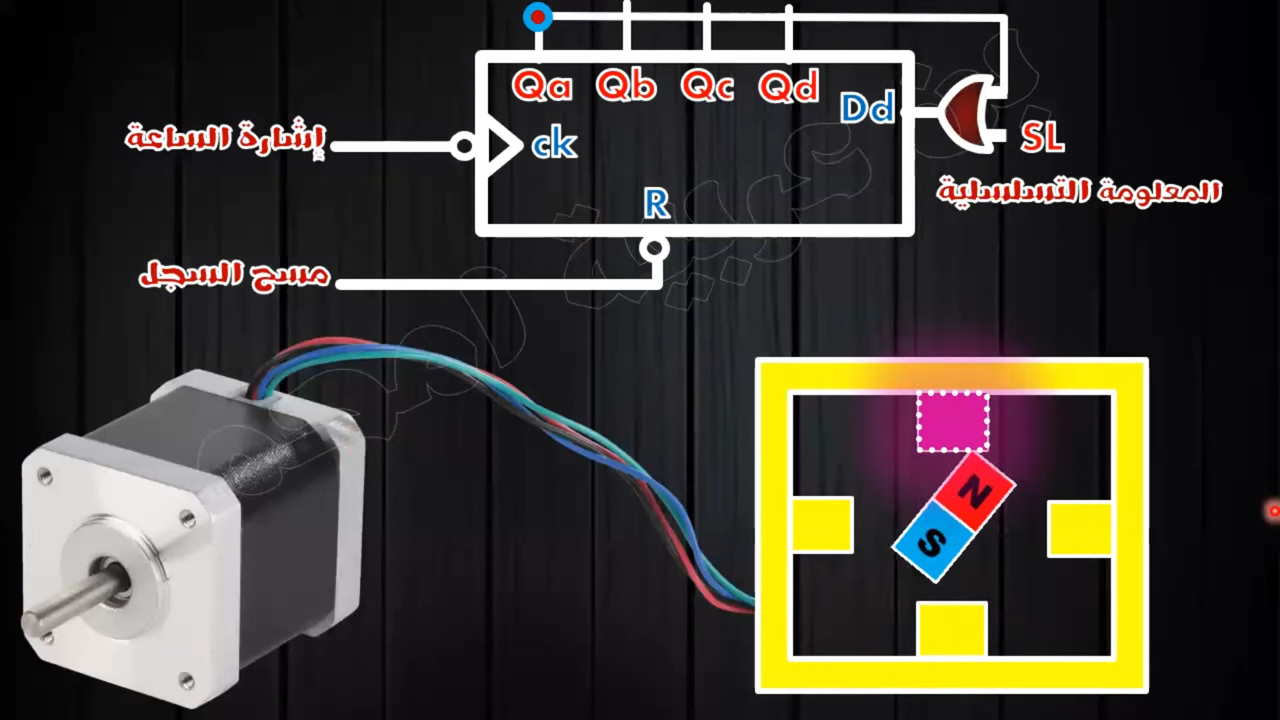 Qa Qb Qc Qd
Dd
إشارة الساعة
ck
SL
المعلومة التسلسلية
R
مسح السجل
N
S